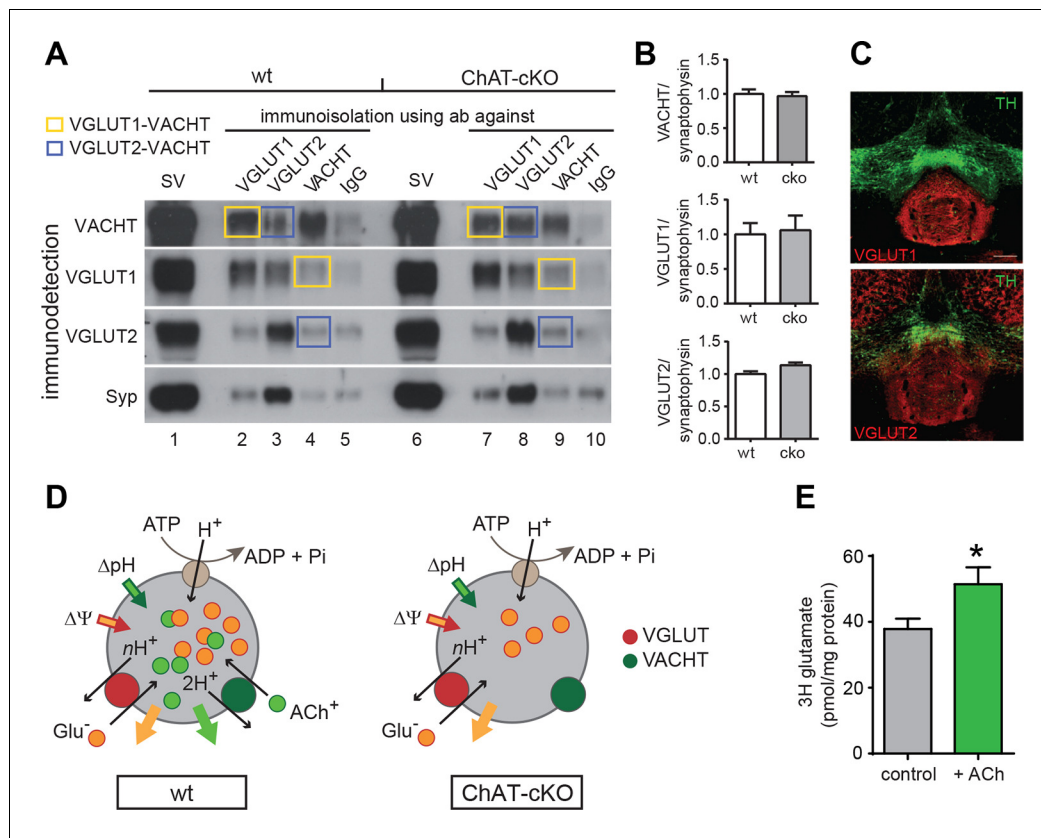 A
wt
ChAT-cKO
VGLUT1-VACHT
VGLUT2-VACHT
immunoisolation using ab against
SV
VGLUT1
VGLUT2
VACHT
IgG
SV
VGLUT1
VGLUT2
VACHT
IgG
immunodetection
VACHT
VGLUT1
VGLUT2
Syp
1 2 3 4 5 6 7 8 9 10
B
VACHT/
synaptophysin
1.5
1.0
0.5
0.0
wt cko
VGLUT1/
synaptophysin
1.5
1.0
0.5
0.0
wt cko
VGLUT2/
synaptophysin
1.5
1.0
0.5
0.0
wt cko
C
TH
VGLUT1
TH
VGLUT2
D
ATP
H+
ADP + Pi
ΔpH
ΔΨ
nH+
2H+
Glu-
ACh+
wt
ATP
H+
ADP + Pi
ΔpH
ΔΨ
nH+
Glu-
ChAT-cKO
VGLUT
VACHT
E
*
3H glutamate
(pmol/mg protein)
60
40
20
0
control + ACh